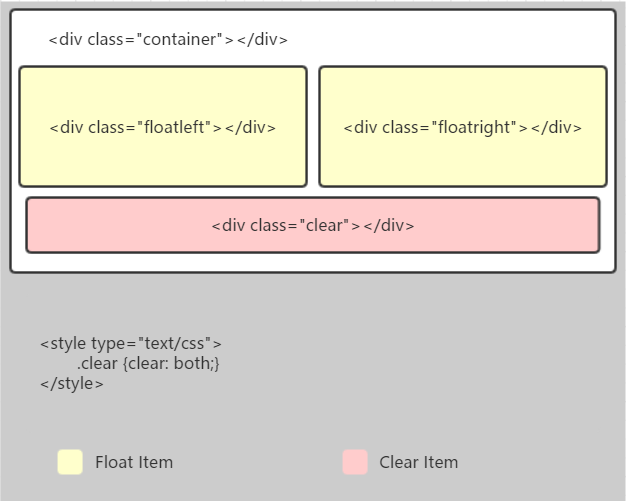 <div class="container"></div>
<div class="floatleft"></div>
<div class="floatright"></div>
<div class="clear"></div>
<style type="text/css">
.clear {clear: both;}
</style>
Float Item
Clear Item